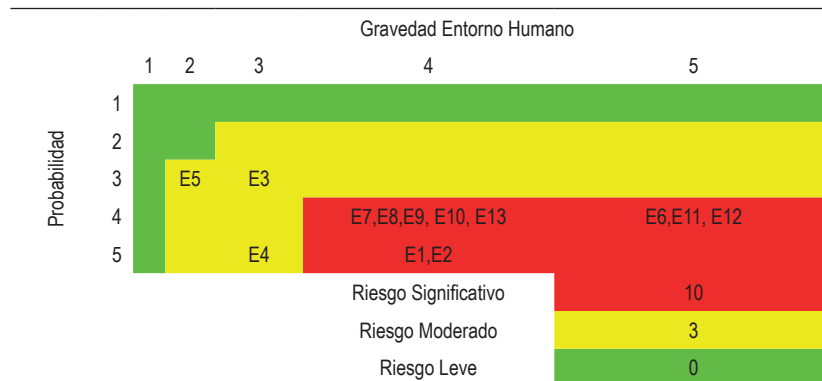 Gravedad Entorno Humano
1 2 3 4 5
Probabilidad
1
2
3 E5 E3
4 E7,E8,E9, E10, E13 E6,E11, E12
5 E4 E1,E2
Riesgo Significativo 10
Riesgo Moderado 3
Riesgo Leve 0